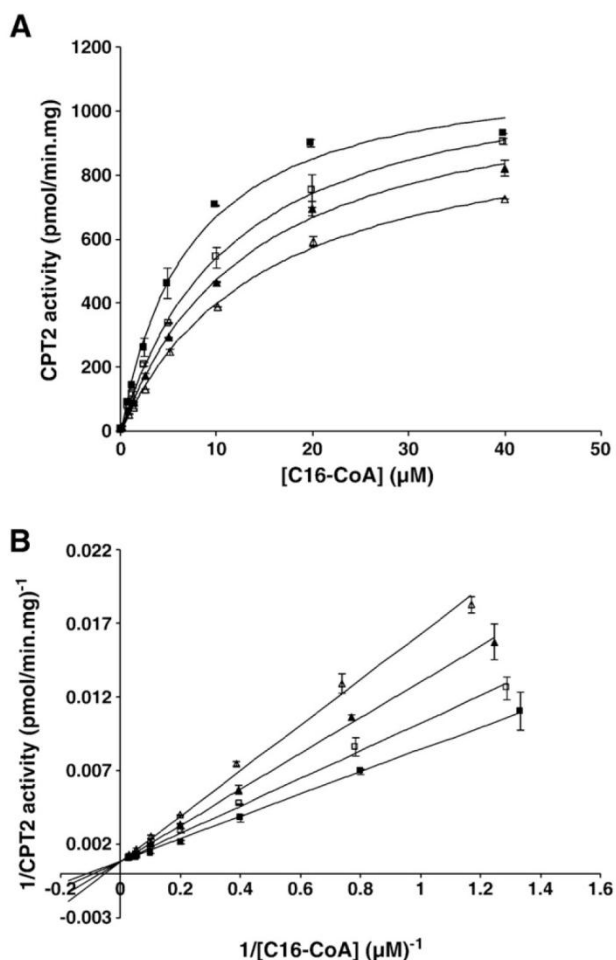 A
1200
1000
800
600
400
200
0
0 10 20 30 40 50
CPT2 activity (pmol/min.mg)
[C16-CoA] (µM)
B
0.022
0.017
0.012
0.007
0.002
-0.003
-0.2 0 0.2 0.4 0.6 0.8 1 1.2 1.4 1.6
1/CPT2 activity (pmol/min.mg)⁻¹
1/[C16-CoA] (µM)⁻¹